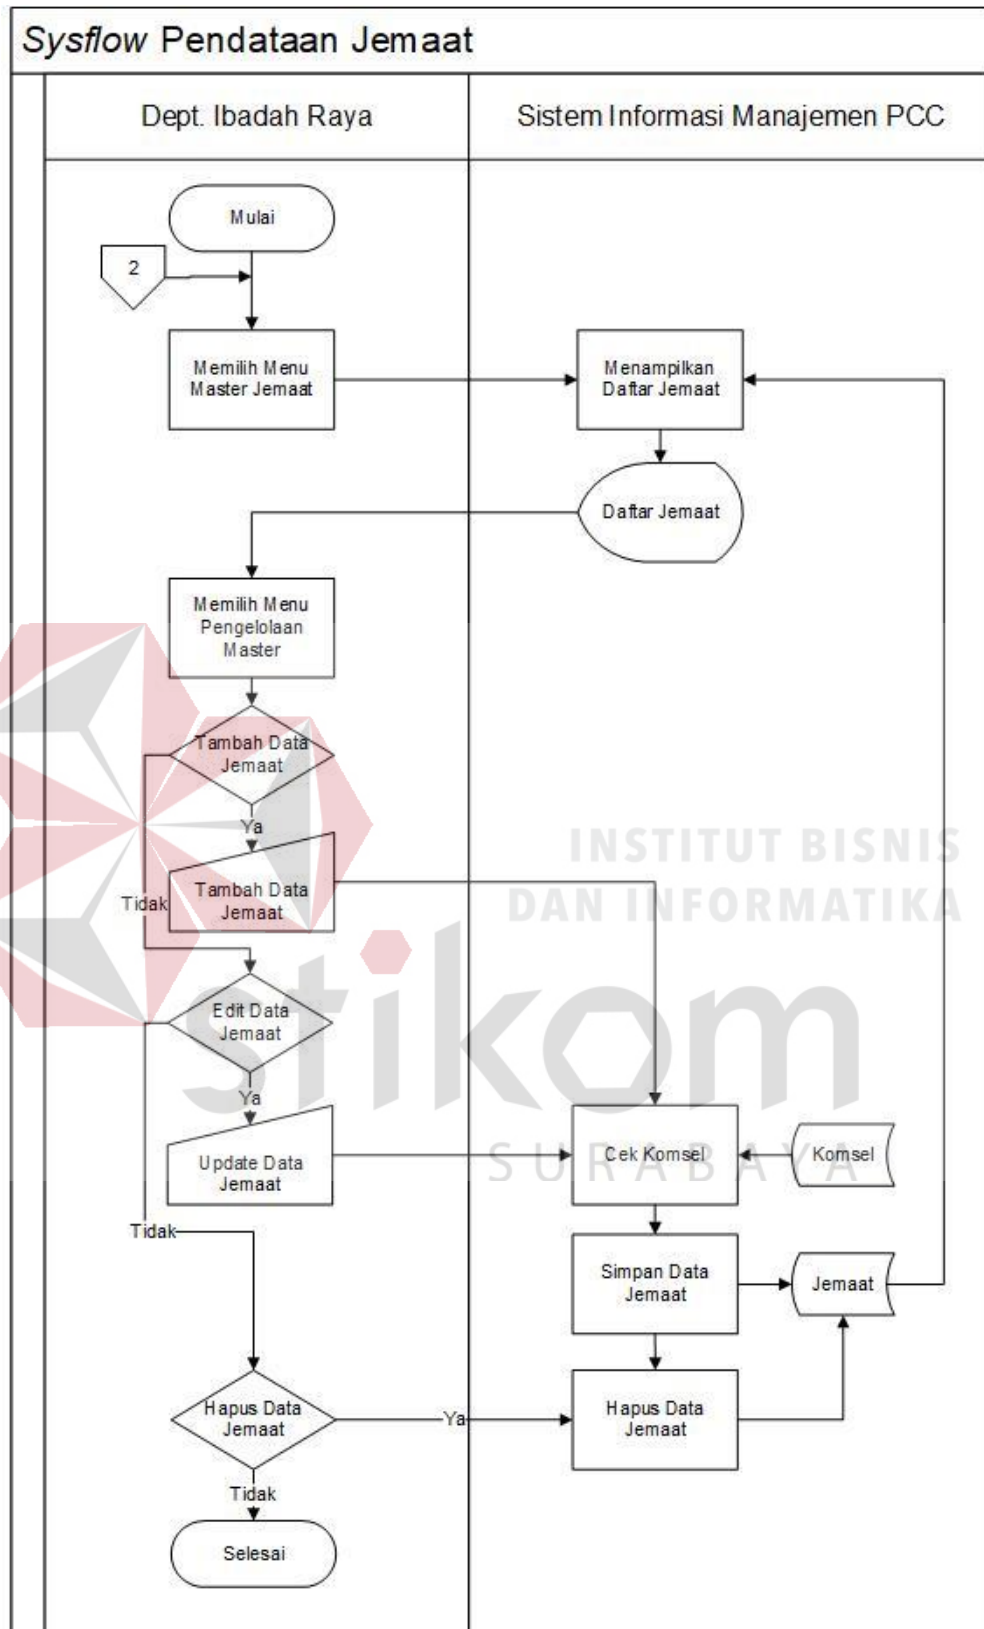 Sysflow Pendataan Jemaat
Dept. Ibadah Raya
Sistem Informasi Manajemen PCC
Mulai
2
Memilih Menu
Master Jemaat
Menampilkan
Daftar Jemaat
Daftar Jemaat
Memilih Menu
Pengelolaan
Master
Tambah Data
Jemaat
Ya
Tambah Data
Jemaat
Tidak
INSTITUT BISNIS
DAN INFORMATIKA
stikom
SURABAYA
Edit Data
Jemaat
Ya
Update Data
Jemaat
Cek Komsel
Komsel
Tidak
Simpan Data
Jemaat
Jemaat
Hapus Data
Jemaat
Ya
Hapus Data
Jemaat
Tidak
Selesai